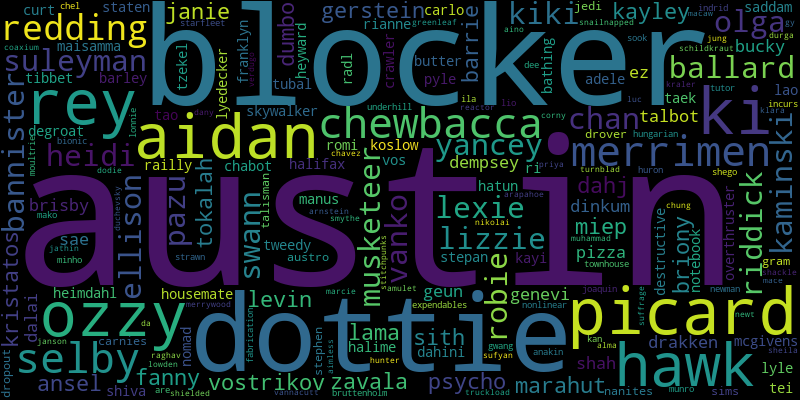 curt
chel
staten
janie
dumbo
gerstein
carlo
kiki
jedi
kayley
indrid
macaw
saddam
redding
blocker
olga
gy
coaxium
maisamma
starfleet
franklyn
rianne
greenleaf
snailnapped
bucky
schildkraut
durga
suleyman
tzekel
lyedecker
heyward
crawler
butter
barrie
aino
bathing
sook
jung
ballard
bannister
tibbet
barley
tubal
radl
pyle
dee
adele
ez
kraler
tutor
lao
rey
tao
dany
skywalker
underhill
ila
reactor
lio
luc
taek
incurs
klara
degroat
lonnie
aidan
chewbacca
corny
chan
talbot
ki
moultrie
bionic
romi
koslow
yancey
drover
hungarian
merrimen
kaminski
heidi
railly
chabot
halifax
chavez
vos
dempsey
ri
priya
huron
shego
dodie
tokalah
talisman
austin
hatun
arapahoe
dahj
turnblad
riddick
brisby
pazu
manus
arnstein
musketeer
vanko
lexie
nikolai
dinkum
chung
overthruster
mako
duchevsky
smythe
miep
muhammad
briony
sae
swann
tweedy
lizzie
pizza
destructive
notebook
kristatos
jathin
minho
ellison
strawn
austro
stitchpunks
stepan
kayi
townhouse
gram
shackle
heimdahl
housemate
marcie
amulet
geun
robie
genevi
joaquin
mace
dalai
ozzy
merrywood
levin
expendables
nonlinear
picard
suffrage
newman
newt
da
nomad
fabrication
dottie
lama
sith
gwang
kan
drakken
mcgivens
janson
carnies
stephen
halime
dahini
sufyan
anakin
alma
sheila
dropout
selby
raghav
lowden
aimless
hunter
shah
hawk
lyle
ansel
shiva
fanny
are
shielded
vostrikov
vannacutt
zavala
bruttenholm
psycho
truckload
marahut
nanites
munro
sims
tei